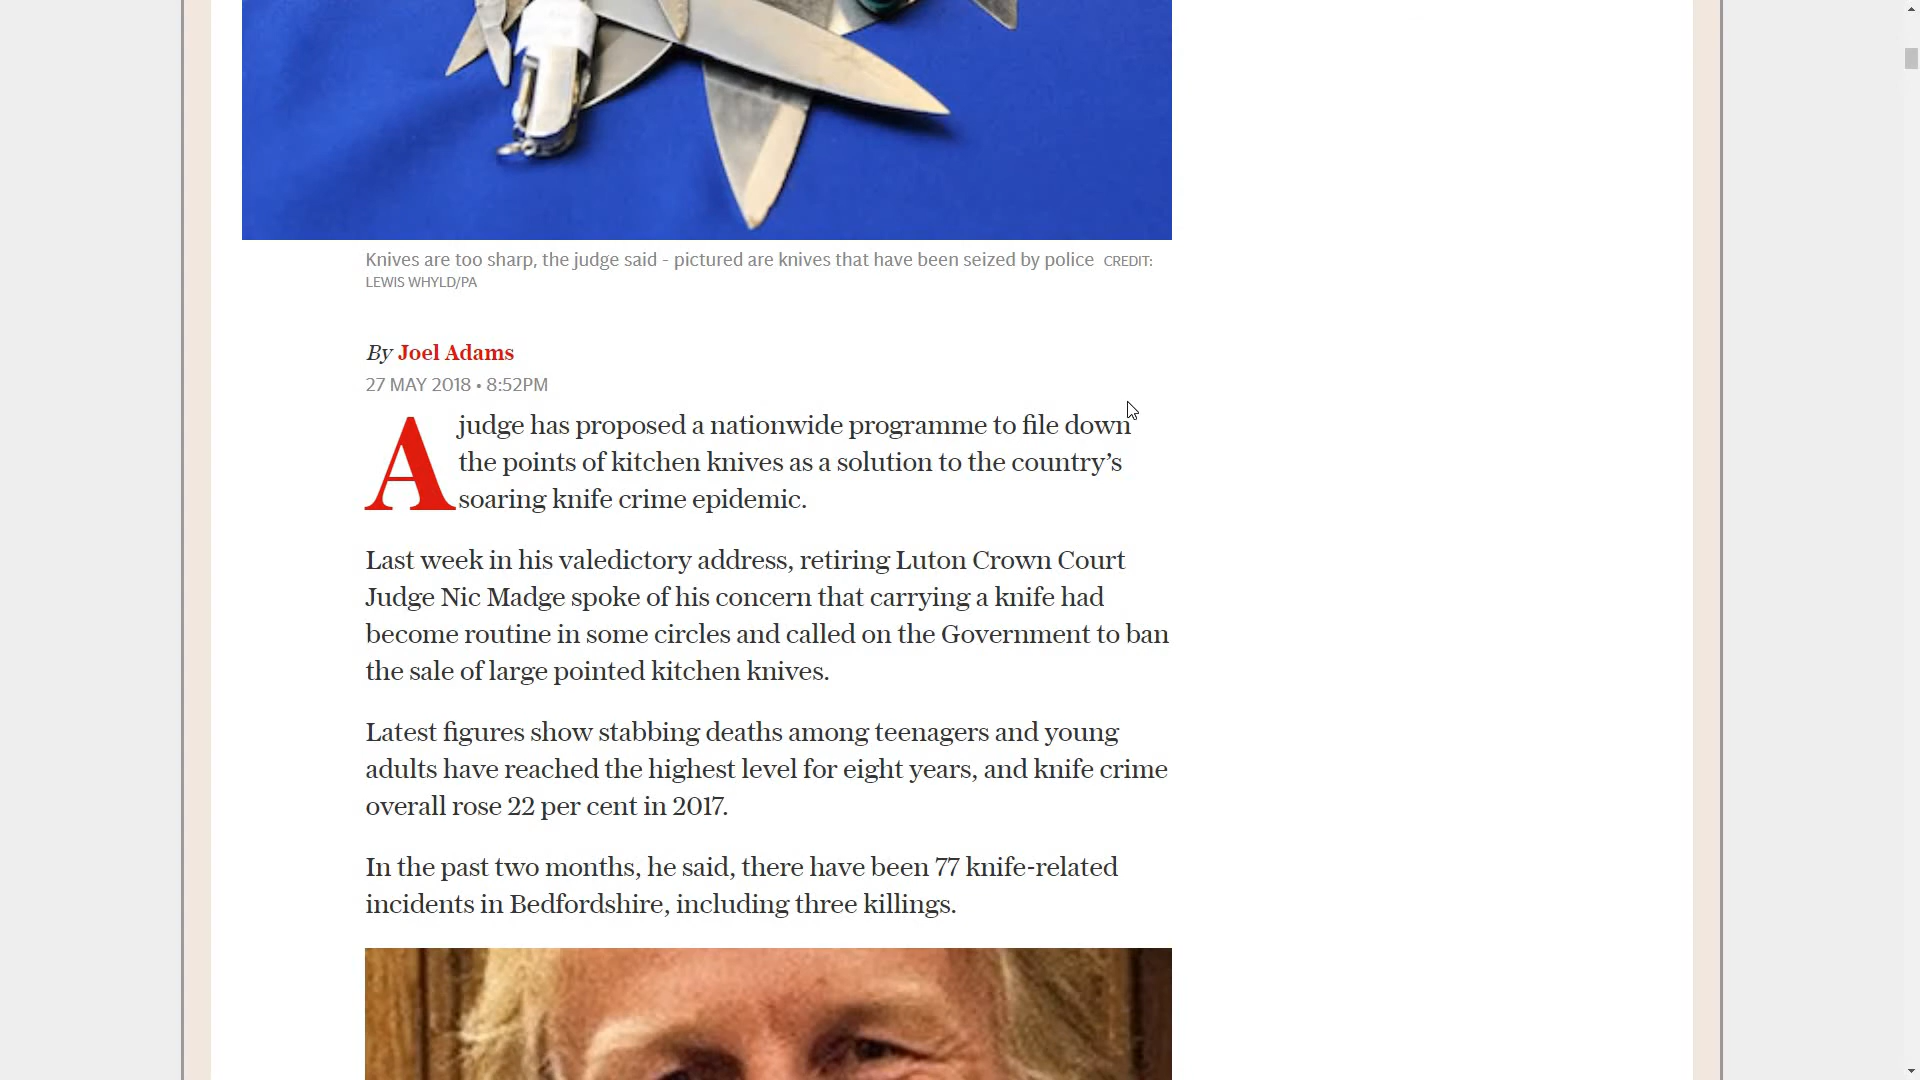 Knives are too sharp, the judge said - pictured are knives that have been seized by police CREDIT:
LEWIS WHYLD/PA
By Joel Adams
27 MAY 2018 • 8:52PM
A judge has proposed a nationwide programme to file down
the points of kitchen knives as a solution to the country’s
soaring knife crime epidemic.
Last week in his valedictory address, retiring Luton Crown Court
Judge Nic Madge spoke of his concern that carrying a knife had
become routine in some circles and called on the Government to ban
the sale of large pointed kitchen knives.
Latest figures show stabbing deaths among teenagers and young
adults have reached the highest level for eight years, and knife crime
overall rose 22 per cent in 2017.
In the past two months, he said, there have been 77 knife-related
incidents in Bedfordshire, including three killings.